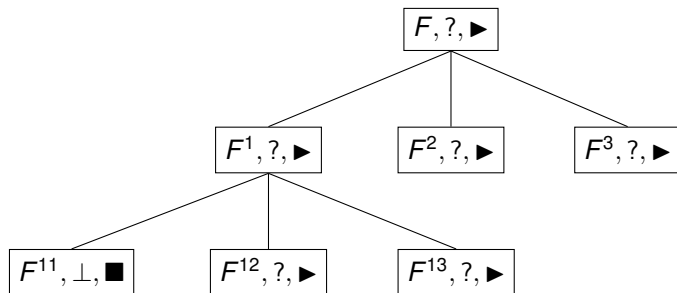 F, ?, ►
F¹, ?, ► F², ?, ► F³, ?, ►
F¹¹, ⊥, ■ F¹², ?, ► F¹³, ?, ►